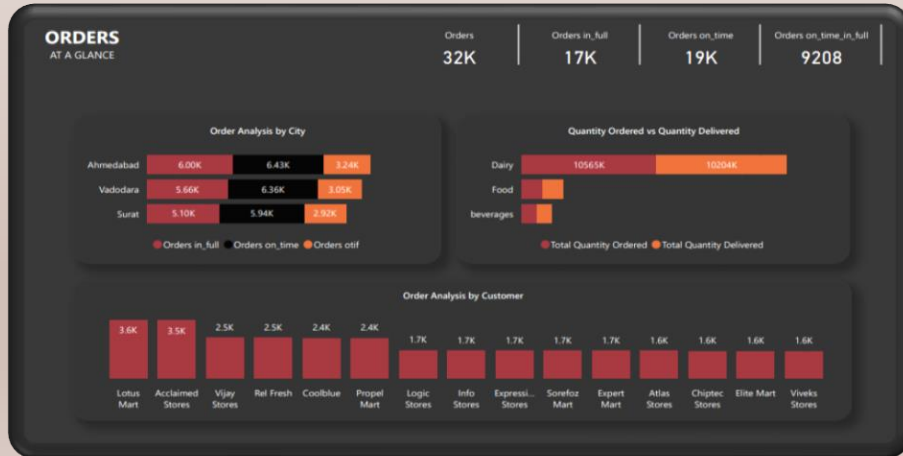 ORDERS
AT A GLANCE
Orders
32K
Orders in_full
17K
Orders on_time
19K
Orders on_time_in_full
9208
Order Analysis by City
Ahmedabad 6.00K 6.43K 3.24K
Vadodara 5.66K 6.36K 3.05K
Surat 5.10K 5.94K 2.92K
Orders in_full Orders on_time Orders otif
Quantity Ordered vs Quantity Delivered
Dairy 10565K 10204K
Food
beverages
Total Quantity Ordered Total Quantity Delivered
Order Analysis by Customer
3.6K 3.5K 2.5K 2.5K 2.4K 2.4K 1.7K 1.7K 1.7K 1.7K 1.7K 1.6K 1.6K 1.6K 1.6K
Lotus Mart
Acclaimed Stores
Vijay Stores
Rel Fresh
Coolblue
Propel Mart
Logic Stores
Info Stores
Expressi... Stores
Sorefoz Mart
Expert Mart
Atlas Stores
Chiptec Stores
Elite Mart
Viveks Stores